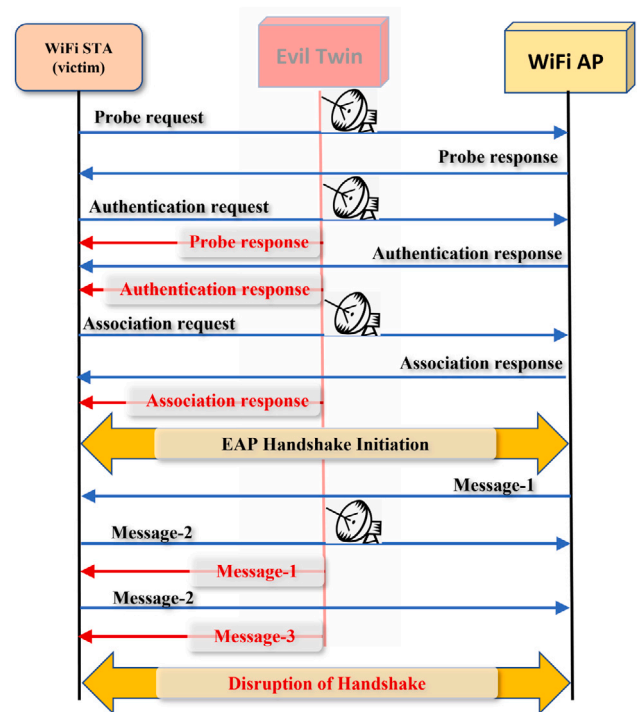 WiFi STA
(victim)
Evil Twin
WiFi AP
Probe request
Probe response
Authentication request
Probe response
Authentication response
Authentication response
Association request
Association response
Association response
EAP Handshake Initiation
Message-1
Message-2
Message-1
Message-2
Message-3
Disruption of Handshake